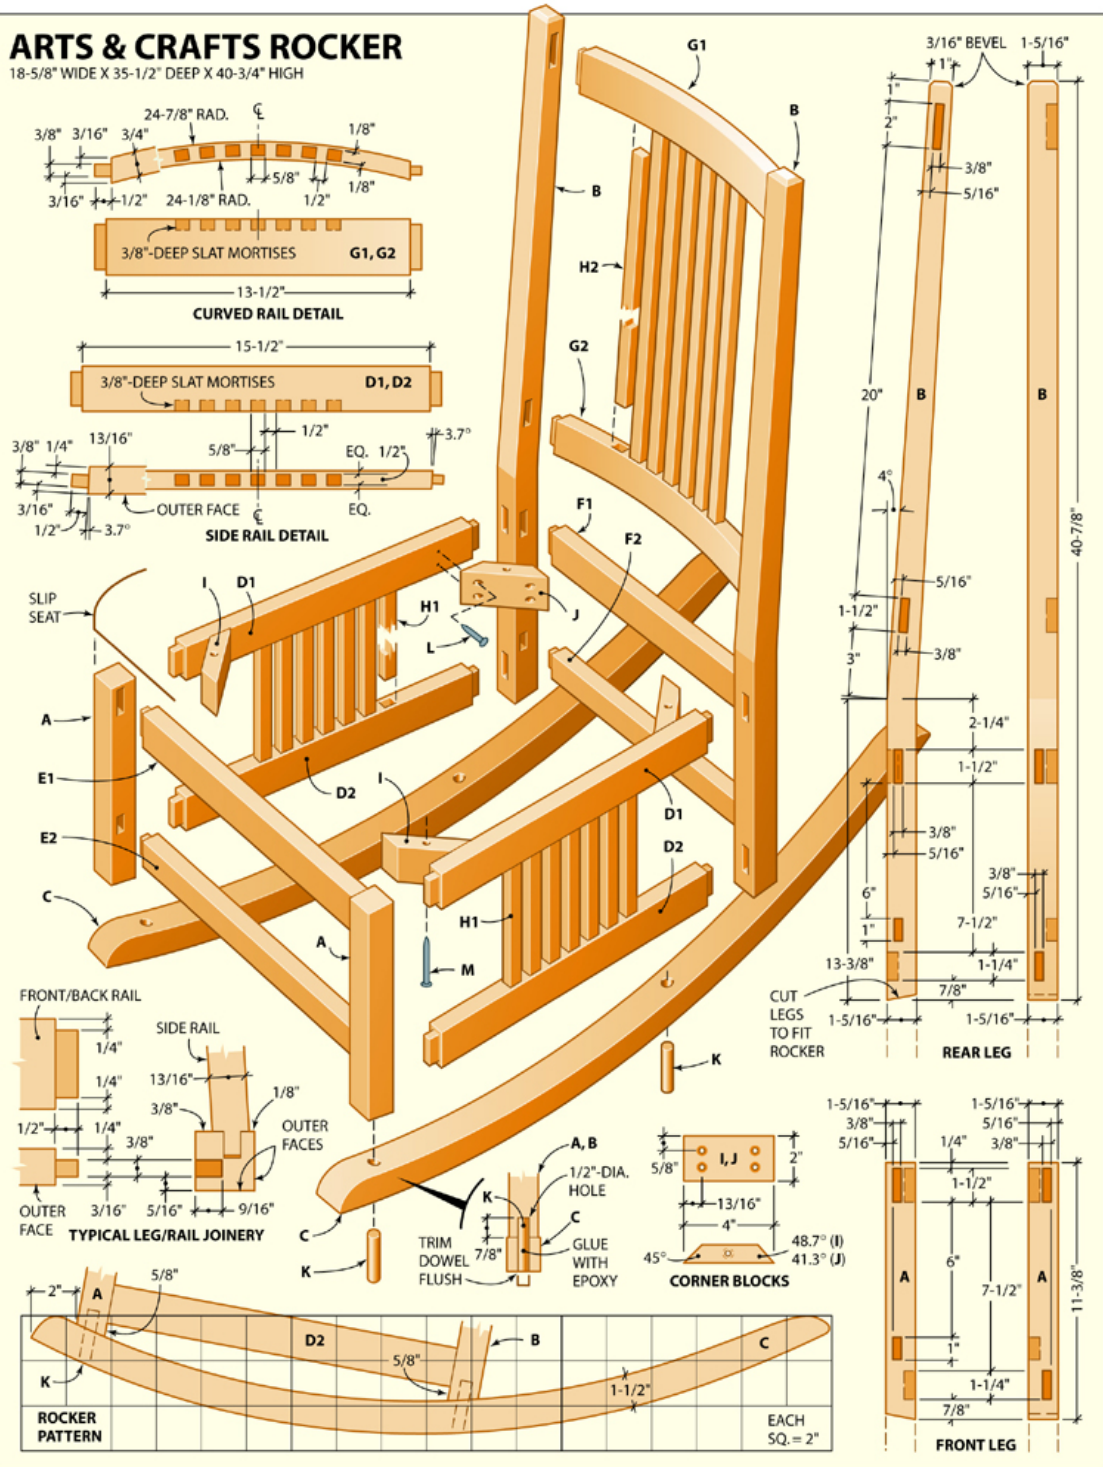 ARTS & CRAFTS ROCKER
18-5/8" WIDE X 35-1/2" DEEP X 40-3/4" HIGH
24-7/8" RAD.
℄
3/8"
3/16"
3/4"
1/8"
5/8"
3/16"
1/2"
24-1/8" RAD.
1/2"
1/8"
3/8"-DEEP SLAT MORTISES
G1, G2
13-1/2"
CURVED RAIL DETAIL
15-1/2"
3/8"-DEEP SLAT MORTISES
D1, D2
1/2"
5/8"
3/8"
1/4"
13/16"
EQ.
1/2"
3.7°
3/16"
OUTER FACE
℄
EQ.
1/2"
3.7°
SIDE RAIL DETAIL
G1
B
B
H2
G2
F1
F2
SLIP
SEAT
I
D1
H1
J
L
A
E1
D2
I
E2
D1
D2
C
H1
A
M
K
C
K
3/16" BEVEL
1-5/16"
1"
1"
2"
3/8"
5/16"
20"
B
B
4°
40-7/8"
5/16"
1-1/2"
3/8"
3"
2-1/4"
1-1/2"
3/8"
5/16"
3/8"
5/16"
6"
1"
7-1/2"
13-3/8"
1-1/4"
7/8"
CUT
LEGS
TO FIT
ROCKER
1-5/16"
1-5/16"
REAR LEG
FRONT/BACK RAIL
SIDE RAIL
1/4"
1/4"
13/16"
1/8"
3/8"
1/2"
1/4"
3/8"
OUTER
FACES
OUTER
FACE
3/16"
5/16"
9/16"
TYPICAL LEG/RAIL JOINERY
A, B
1/2"-DIA.
HOLE
K
C
7/8"
TRIM
DOWEL
FLUSH
GLUE
WITH
EPOXY
5/8"
I, J
2"
13/16"
4"
45°
48.7° (I)
41.3° (J)
CORNER BLOCKS
1-5/16"
1-5/16"
3/8"
5/16"
5/16"
1/4"
3/8"
1-1/2"
A
6"
7-1/2"
A
11-3/8"
1"
1-1/4"
7/8"
FRONT LEG
2"
A
5/8"
D2
B
C
5/8"
K
1-1/2"
ROCKER
PATTERN
EACH
SQ. = 2"